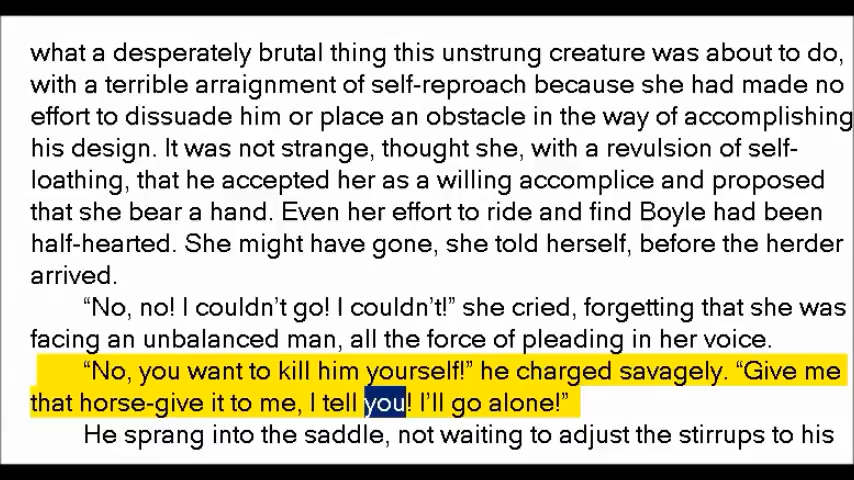 what a desperately brutal thing this unstrung creature was about to do,
with a terrible arraignment of self-reproach because she had made no
effort to dissuade him or place an obstacle in the way of accomplishing
his design. It was not strange, thought she, with a revulsion of self-
loathing, that he accepted her as a willing accomplice and proposed
that she bear a hand. Even her effort to ride and find Boyle had been
half-hearted. She might have gone, she told herself, before the herder
arrived.
“No, no! I couldn’t go! I couldn’t!” she cried, forgetting that she was
facing an unbalanced man, all the force of pleading in her voice.
“No, you want to kill him yourself!” he charged savagely. “Give me
that horse-give it to me, I tell you! I’ll go alone!”
He sprang into the saddle, not waiting to adjust the stirrups to his